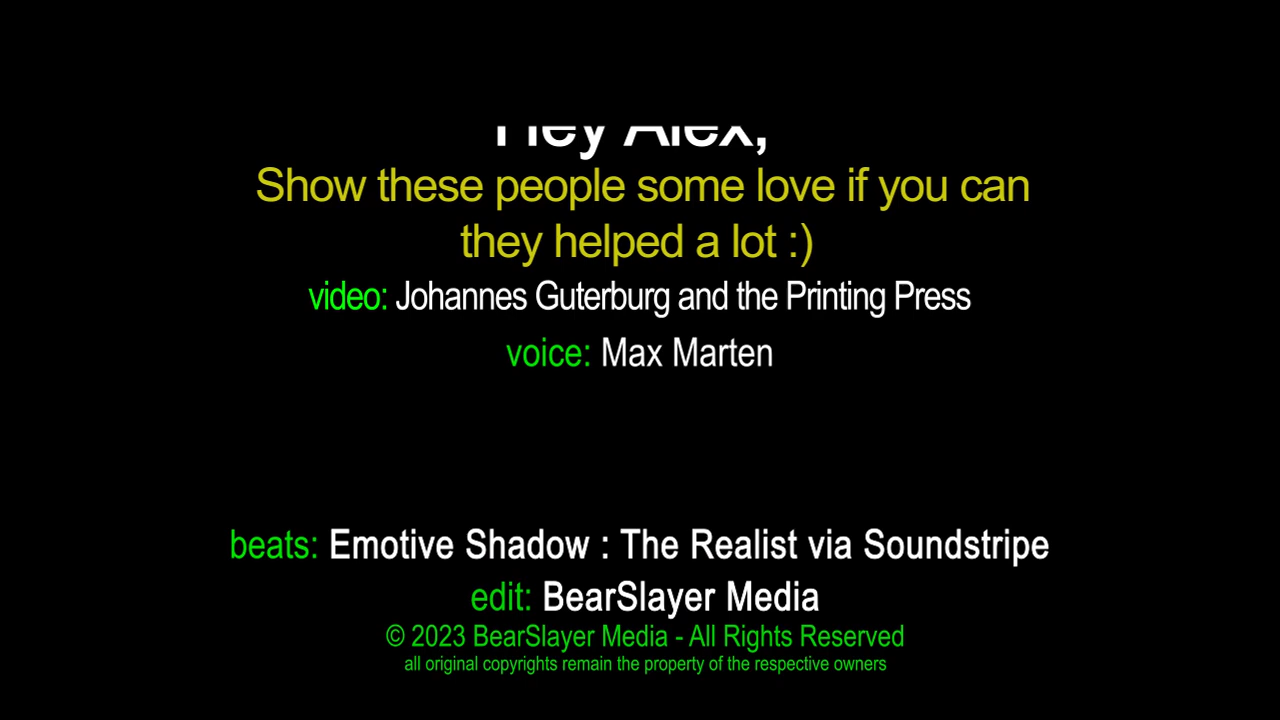 Hey Alex,
Show these people some love if you can
they helped a lot :)
video: Johannes Guterburg and the Printing Press
voice: Max Marten
beats: Emotive Shadow : The Realist via Soundstripe
edit: BearSlayer Media
© 2023 BearSlayer Media - All Rights Reserved
all original copyrights remain the property of the respective owners